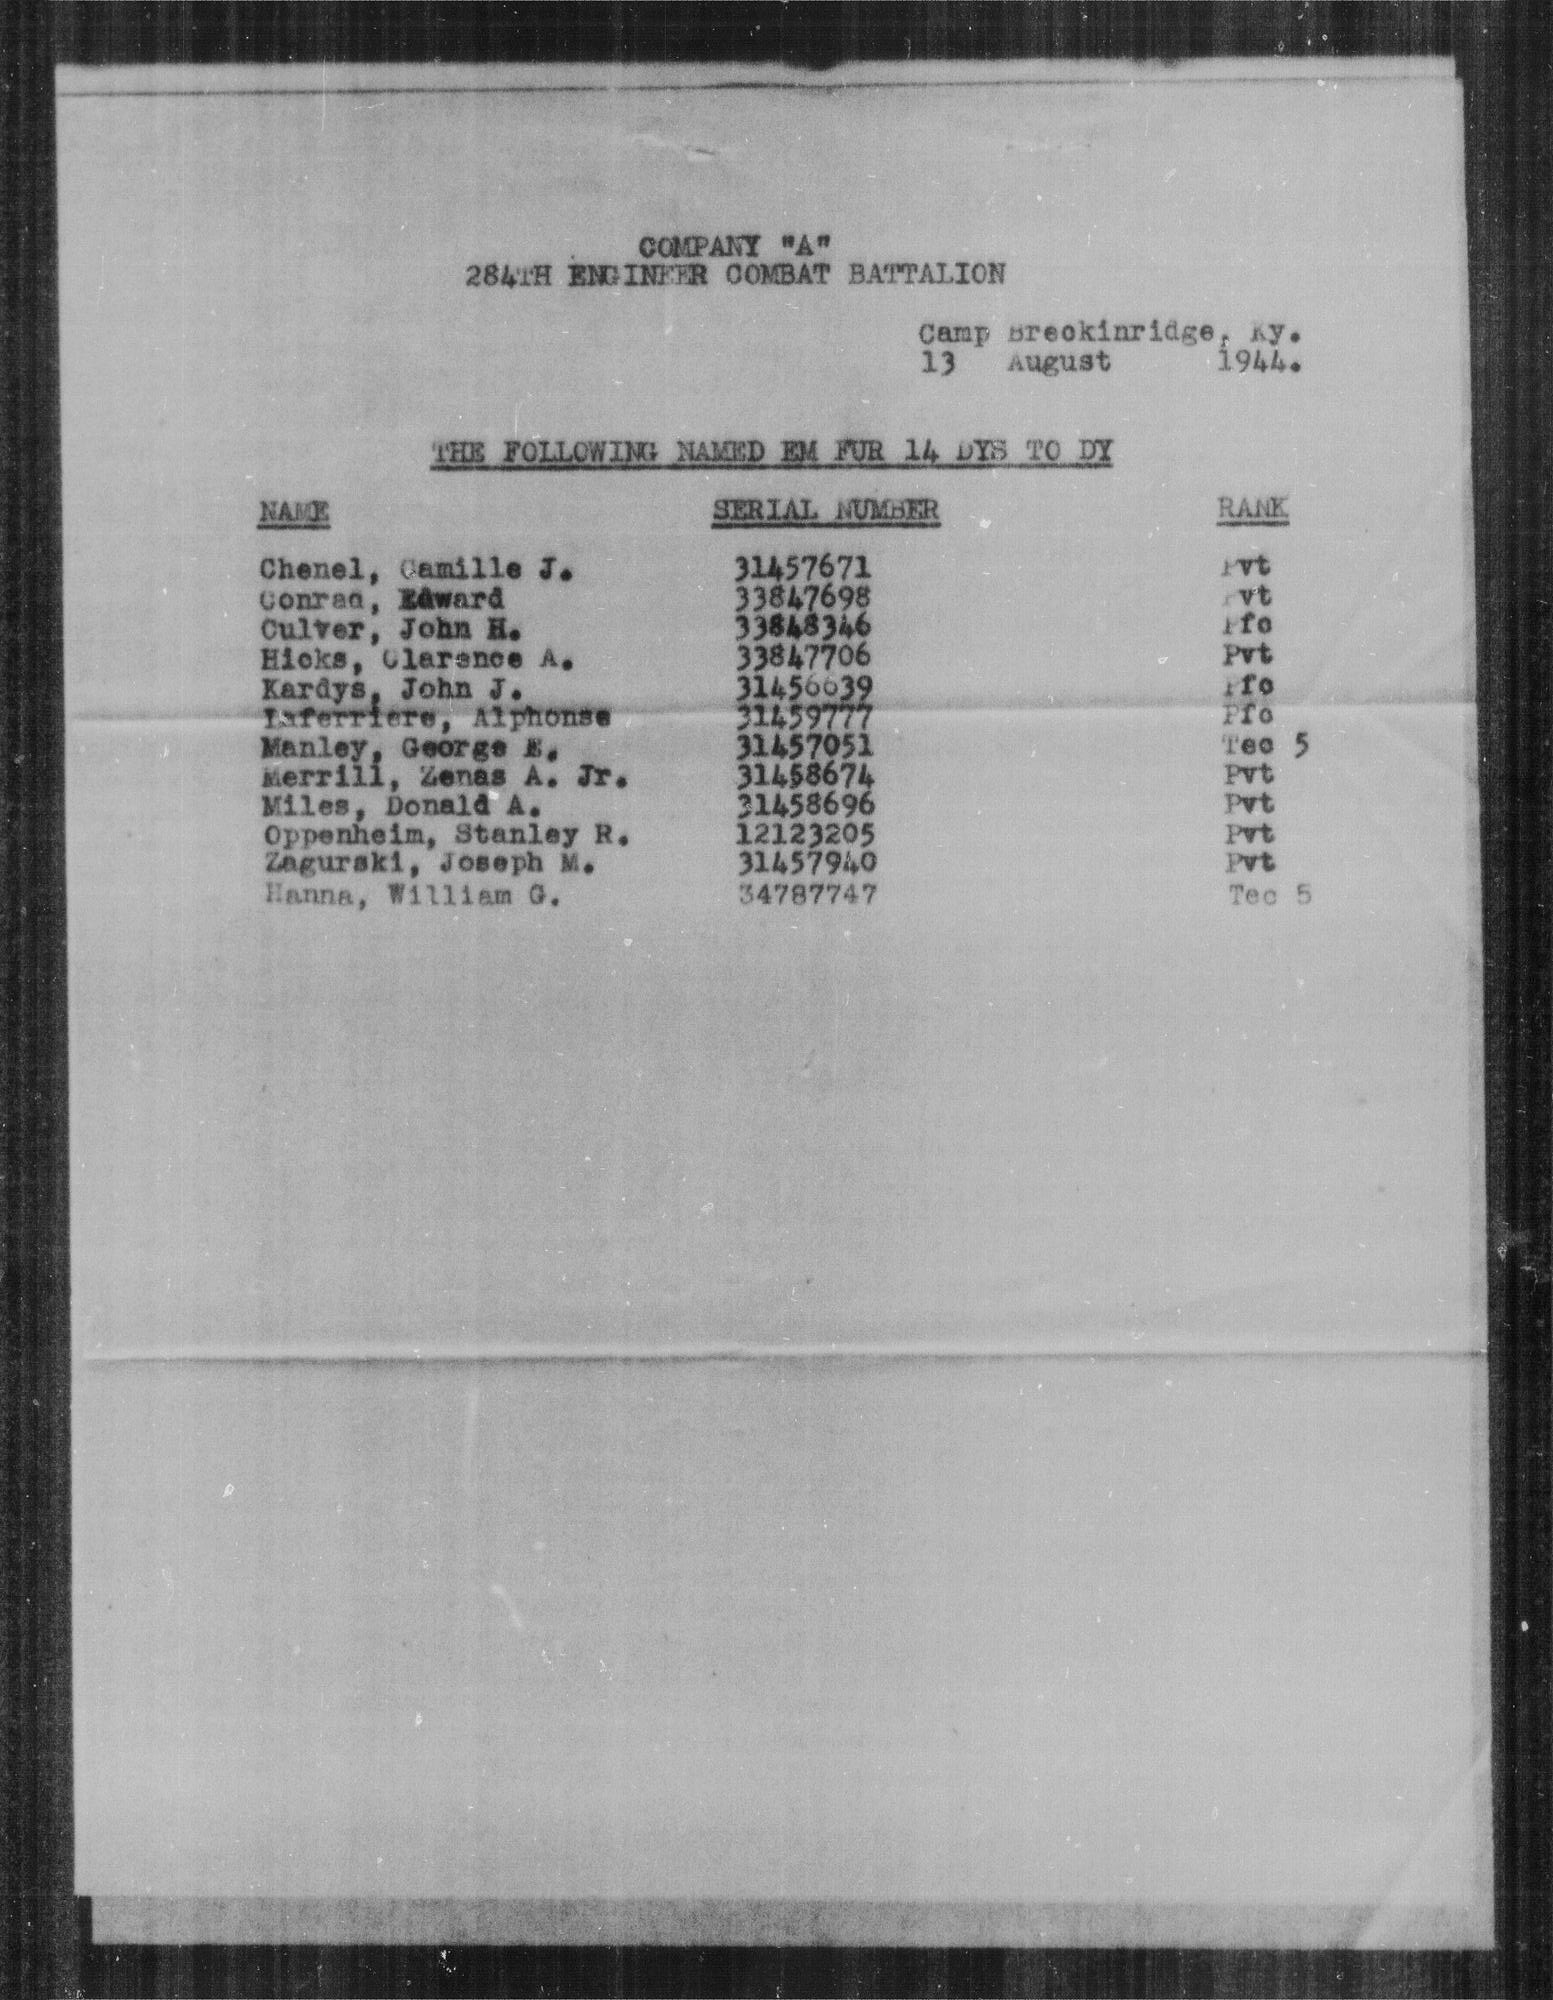 COMPANY "A"
284TH ENGINEER COMBAT BATTALION
Camp Breckinridge, Ky.
13 August 1944.
THE FOLLOWING NAMED EM FUR 14 DYS TO DY
NAME SERIAL NUMBER RANK
Chenel, Camille J. 31457671 Pvt
Conrad, Edward 33847698 Pvt
Culver, John H. 33848346 Pfc
Hicks, Clarence A. 33847706 Pvt
Kardys, John J. 31456639 Pfc
Laferriere, Alphonse 31459777 Pfc
Manley, George E. 31457051 Tec 5
Merrill, Zenas A. Jr. 31458674 Pvt
Miles, Donald A. 31458696 Pvt
Oppenheim, Stanley R. 12123205 Pvt
Zagurski, Joseph M. 31457940 Pvt
Hanna, William G. 34787747 Tec 5